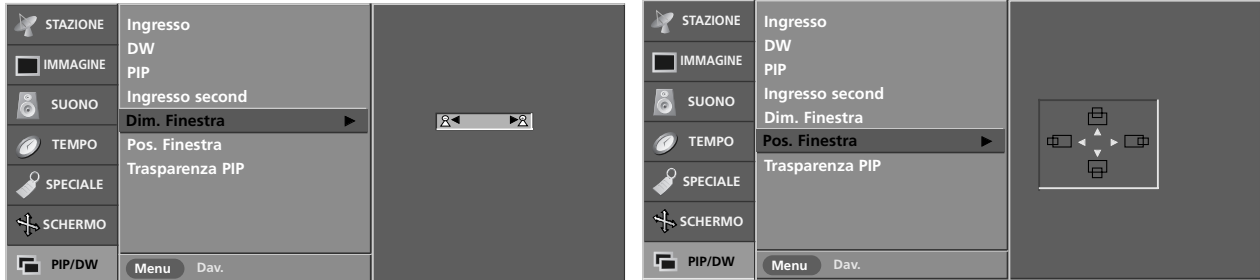 STAZIONE
IMMAGINE
SUONO
TEMPO
SPECIALE
SCHERMO
PIP/DW
Ingresso
DW
PIP
Ingresso second
Dim. Finestra
Pos. Finestra
Trasparenza PIP
Menu Dav.
STAZIONE
IMMAGINE
SUONO
TEMPO
SPECIALE
SCHERMO
PIP/DW
Ingresso
DW
PIP
Ingresso second
Dim. Finestra
Pos. Finestra
Trasparenza PIP
Menu Dav.